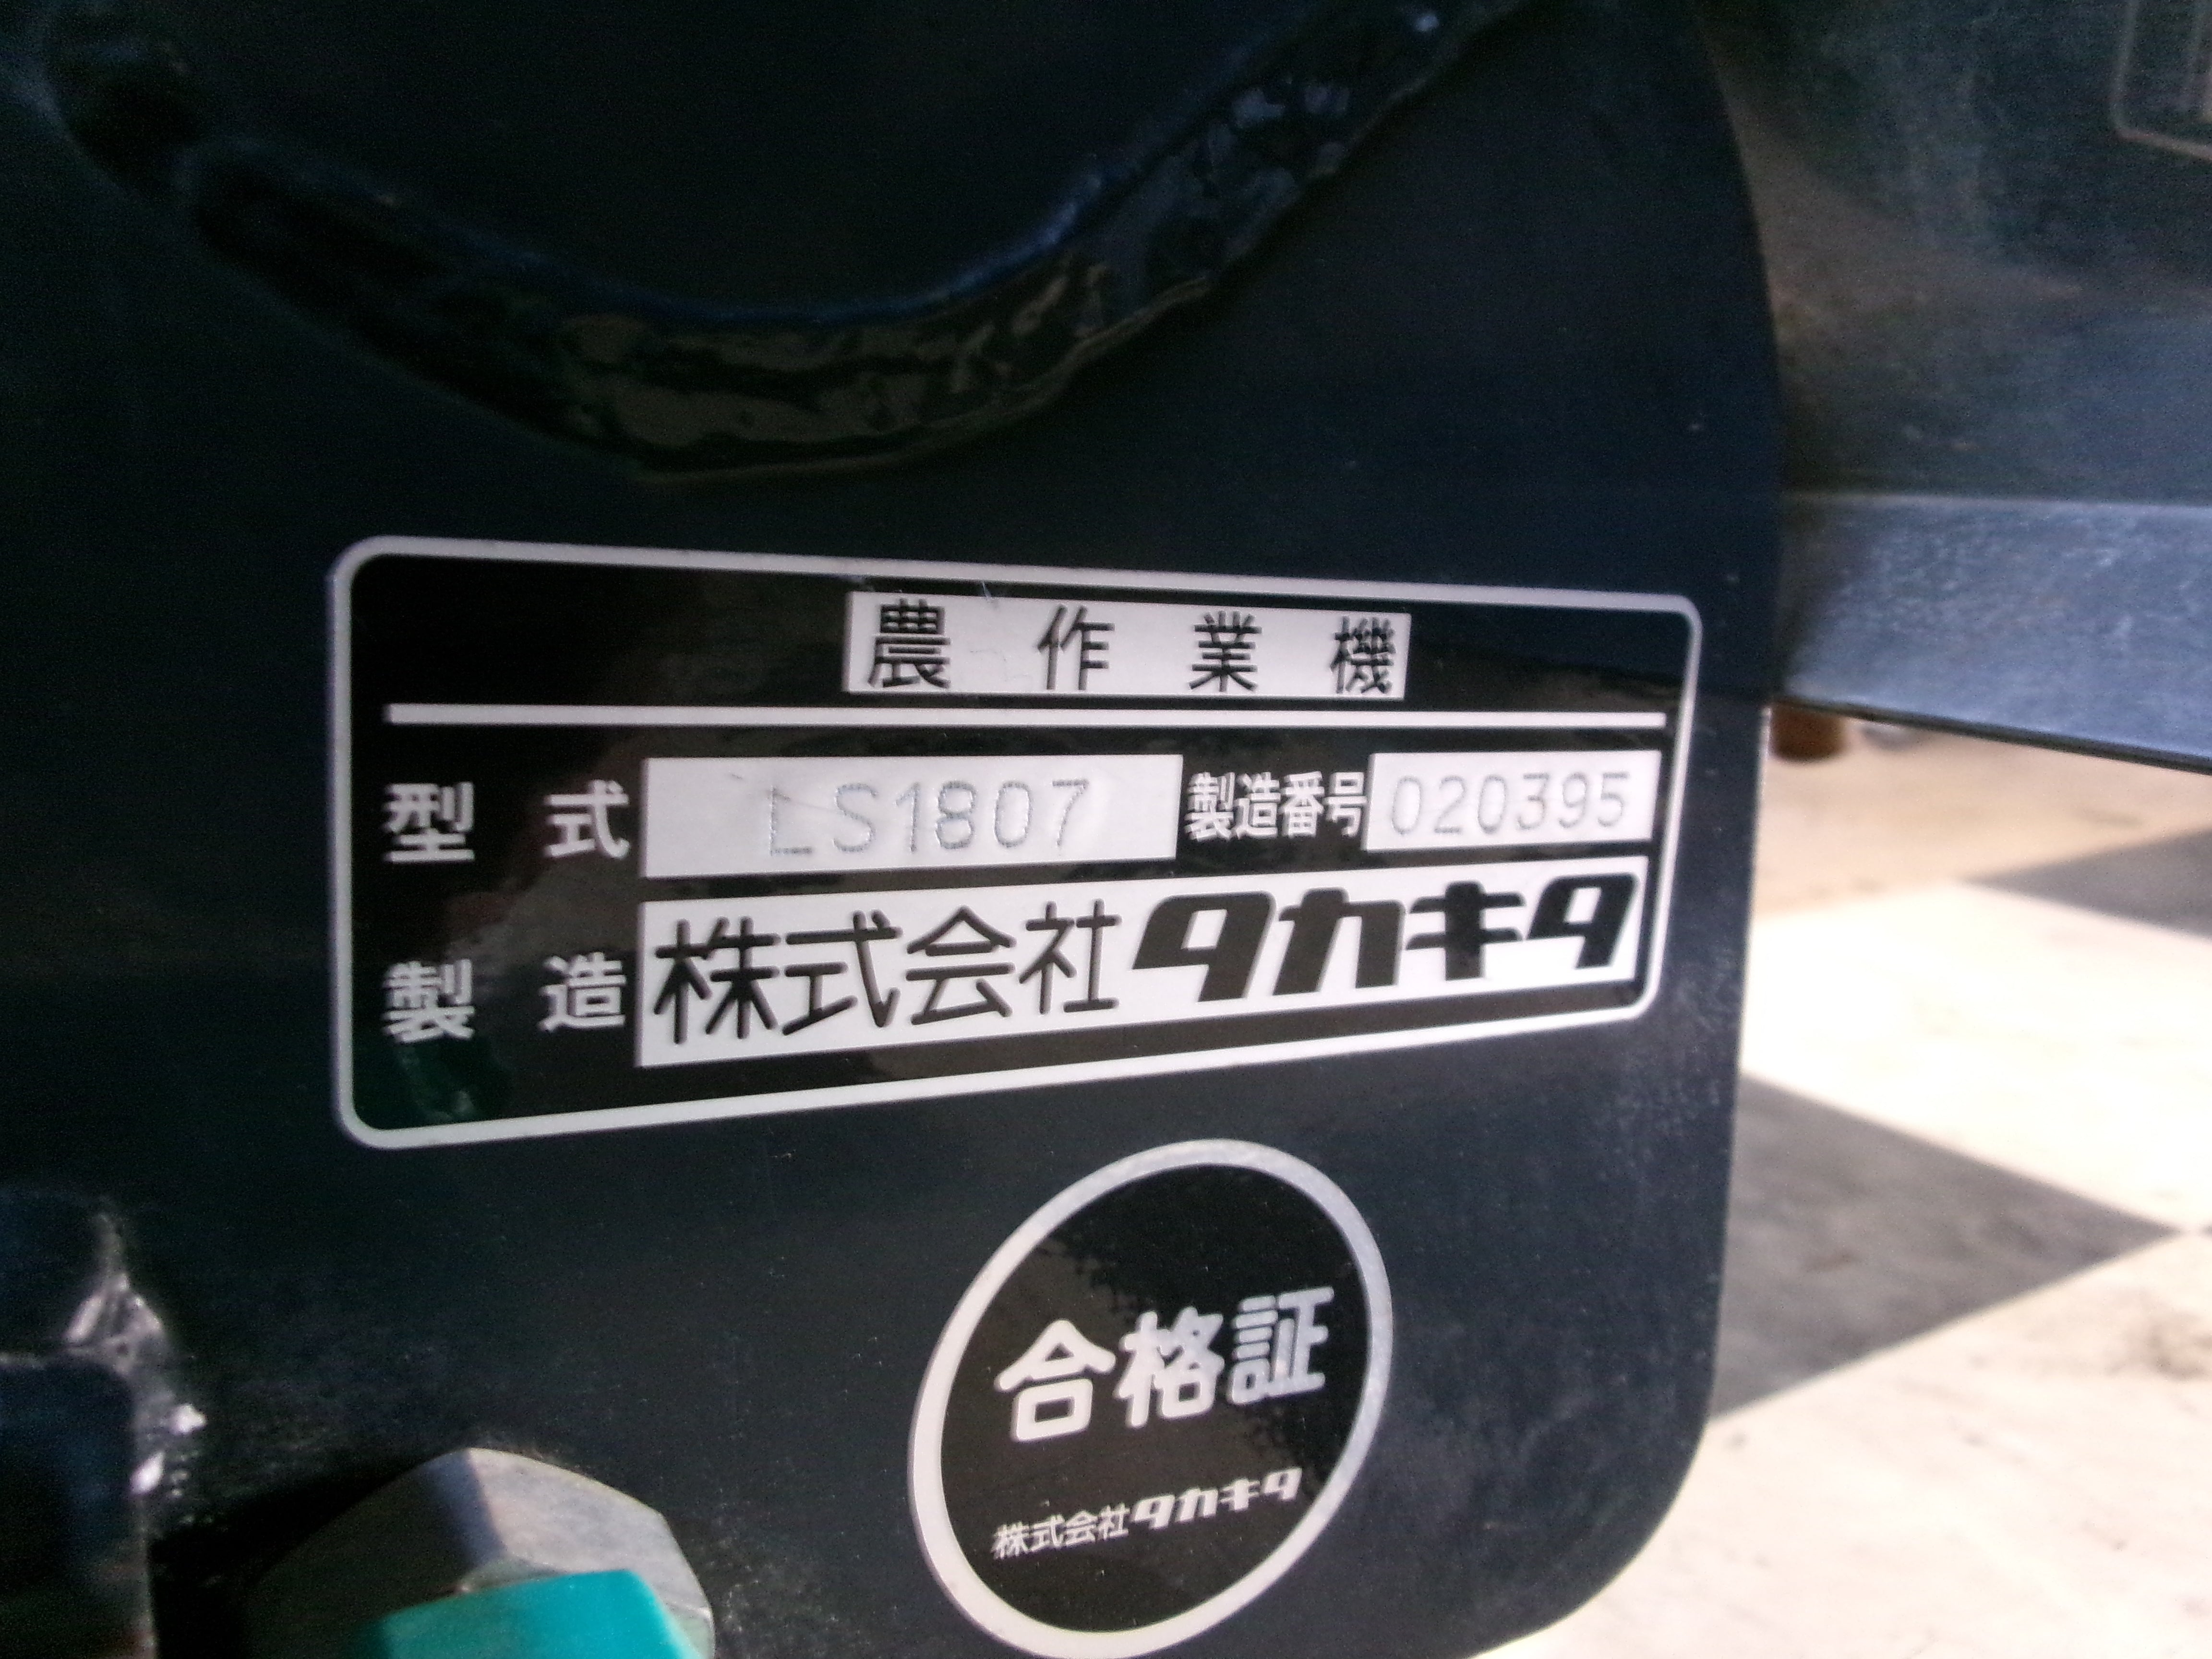 農作業機
型式 LS1807 製造番号 020395
製造 株式会社タカキタ
合格証
株式会社タカキタ